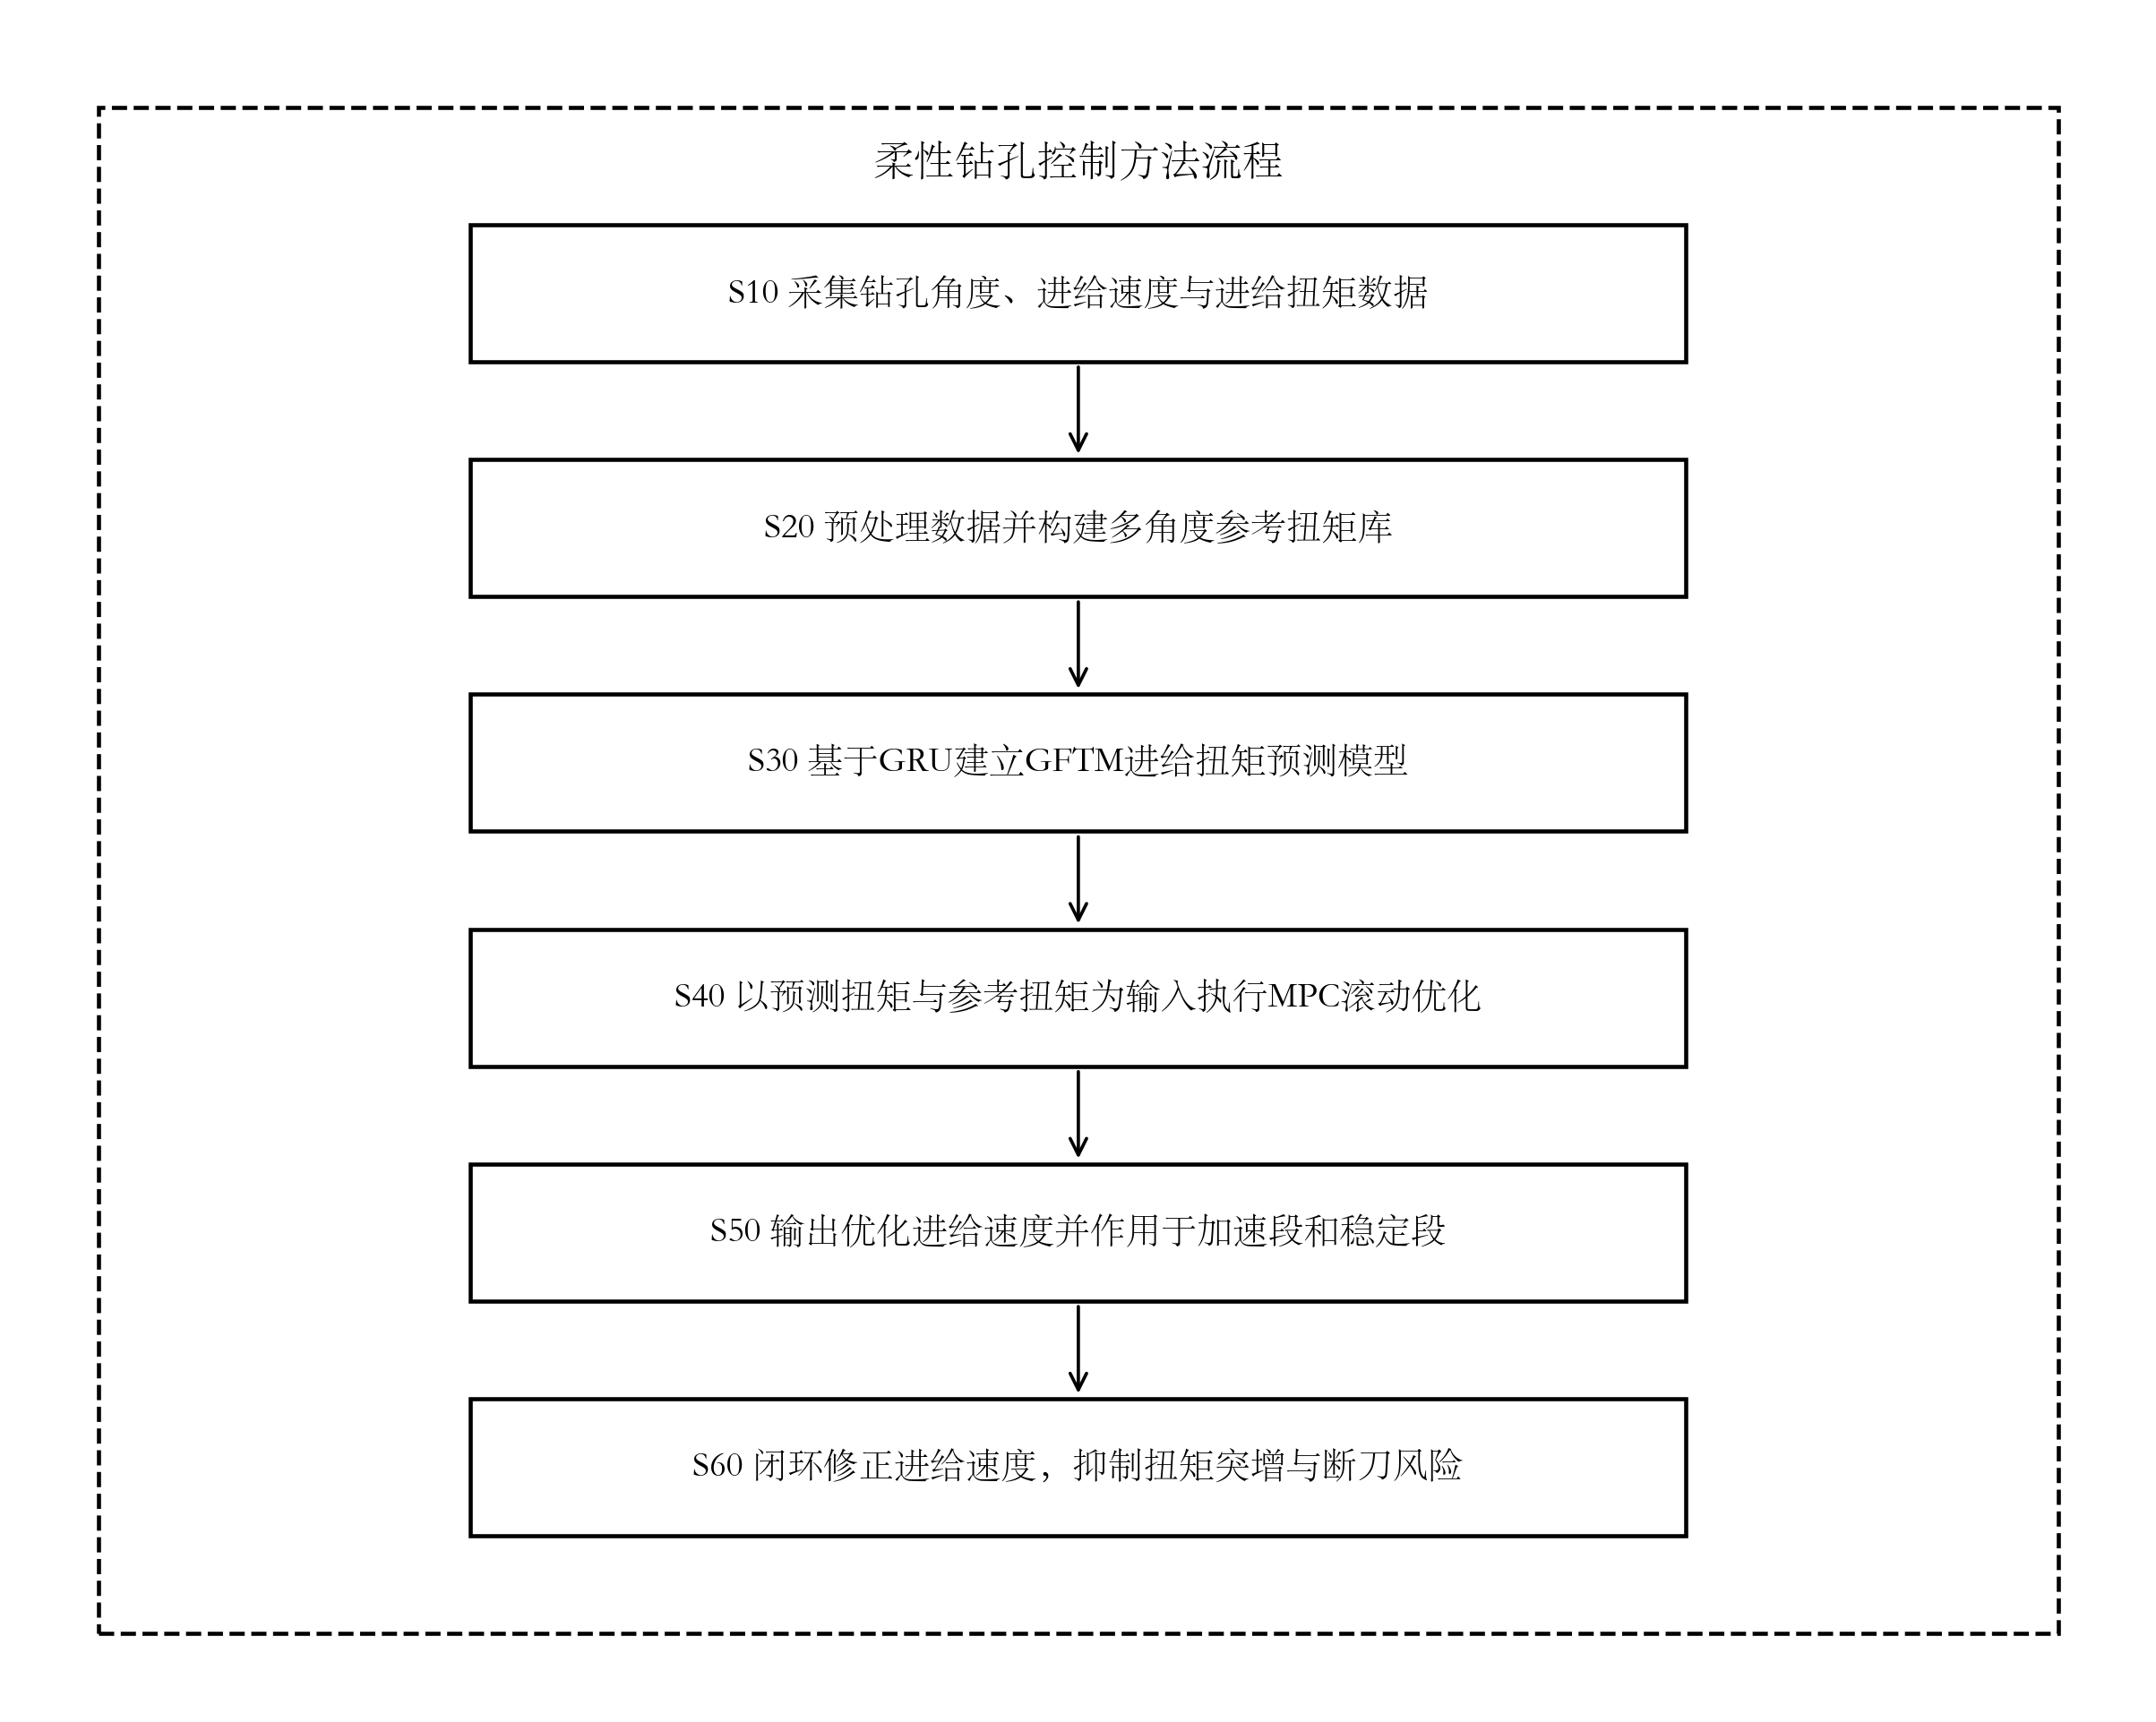 柔性钻孔控制方法流程
S10 采集钻孔角度、进给速度与进给扭矩数据
S20 预处理数据并构建多角度参考扭矩库
S30 基于GRU建立GFTM进给扭矩预测模型
S40 以预测扭矩与参考扭矩为输入执行MPC滚动优化
S50 输出优化进给速度并作用于加速段和稳定段
S60 闭环修正进给速度，抑制扭矩突增与断刀风险